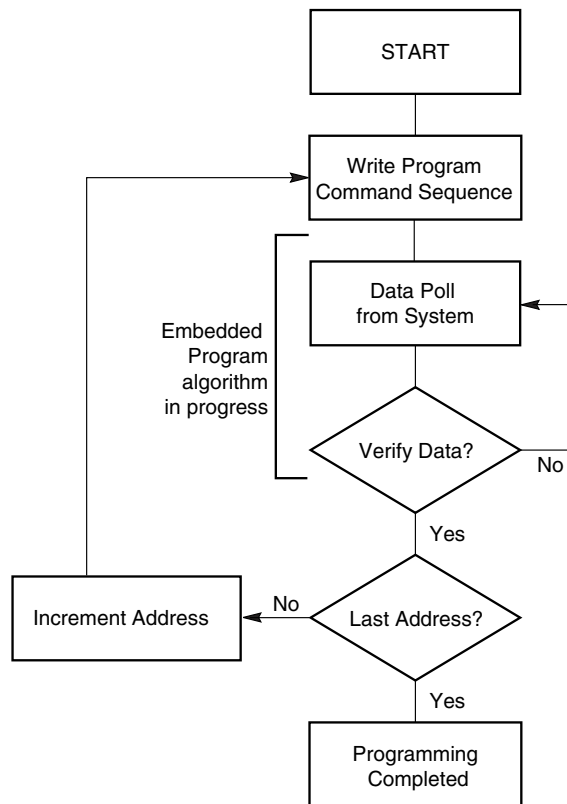 START
Write Program
Command Sequence
Data Poll
from System
Embedded
Program
algorithm
in progress
Verify Data?
No
Yes
Last Address?
No
Increment Address
Yes
Programming
Completed